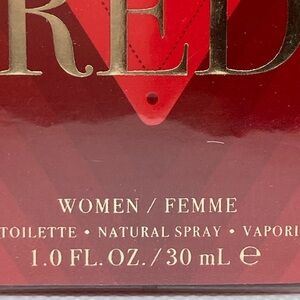 RED
WOMEN / FEMME
TOILETTE • NATURAL SPRAY • VAPORI
1.0 FL. OZ. / 30 mL ℮